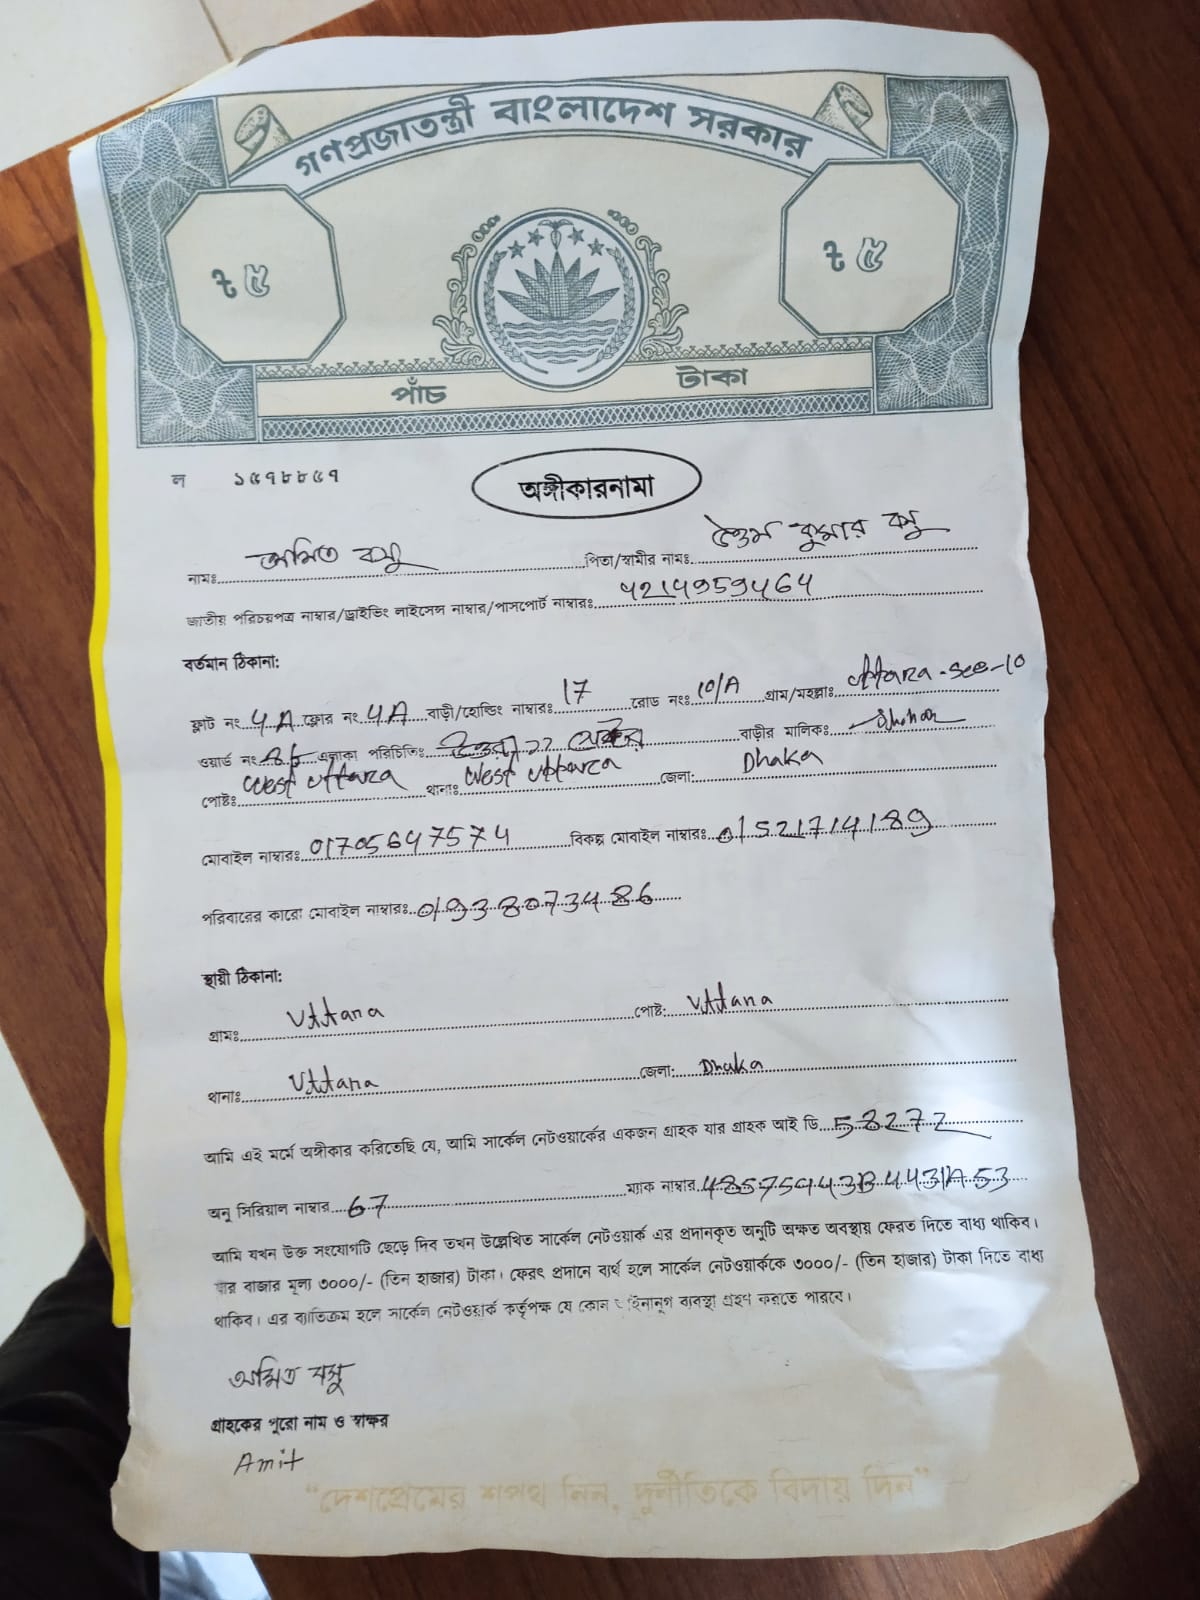 গণপ্রজাতন্ত্রী বাংলাদেশ সরকার
৳ ৫ ৳ ৫
পাঁচ টাকা
ল ১৫৭৮৮৫৭
অঙ্গীকারনামা
নামঃ অমিত বসু পিতা/স্বামীর নামঃ কুমার বসু
জাতীয় পরিচয়পত্র নাম্বার/ড্রাইভিং লাইসেন্স নাম্বার/পাসপোর্ট নাম্বারঃ
বর্তমান ঠিকানা:
ফ্লাট নং 4A ফ্লোর নং 4A বাড়ী/হোল্ডিং নাম্বারঃ 17 রোড নংঃ 10/A গ্রাম/মহল্লাঃ Uttara-Sec-10
ওয়ার্ড নং এলাকা পরিচিতিঃ বাড়ীর মালিকঃ
পোষ্টঃ West Uttara থানাঃ West Uttara জেলা: Dhaka
মোবাইল নাম্বারঃ 01705647574 বিকল্প মোবাইল নাম্বারঃ 01521714189
পরিবারের কারো মোবাইল নাম্বারঃ 01938073486
স্থায়ী ঠিকানা:
গ্রামঃ Uttara পোষ্ট: Uttara
থানাঃ Uttara জেলা: Dhaka
আমি এই মর্মে অঙ্গীকার করিতেছি যে, আমি সার্কেল নেটওয়ার্কের একজন গ্রাহক যার গ্রাহক আই ডি 58272
অনু সিরিয়াল নাম্বার 67 ম্যাক নাম্বার 485759443B4431A53
আমি যখন উক্ত সংযোগটি ছেড়ে দিব তখন উল্লেখিত সার্কেল নেটওয়ার্ক এর প্রদানকৃত অনুটি অক্ষত অবস্থায় ফেরত দিতে বাধ্য থাকিব।
যার বাজার মূল্য ৩০০০/- (তিন হাজার) টাকা। ফেরৎ প্রদানে ব্যর্থ হলে সার্কেল নেটওয়ার্ককে ৩০০০/- (তিন হাজার) টাকা দিতে বাধ্য
থাকিব। এর ব্যতিক্রম হলে সার্কেল নেটওয়ার্ক কর্তৃপক্ষ যে কোন আইনানুগ ব্যবস্থা গ্রহণ করতে পারবে।
অমিত বসু
গ্রাহকের পুরো নাম ও স্বাক্ষর
Amit
"দেশপ্রেমের শপথ নিন, দুর্নীতিকে বিদায় দিন"